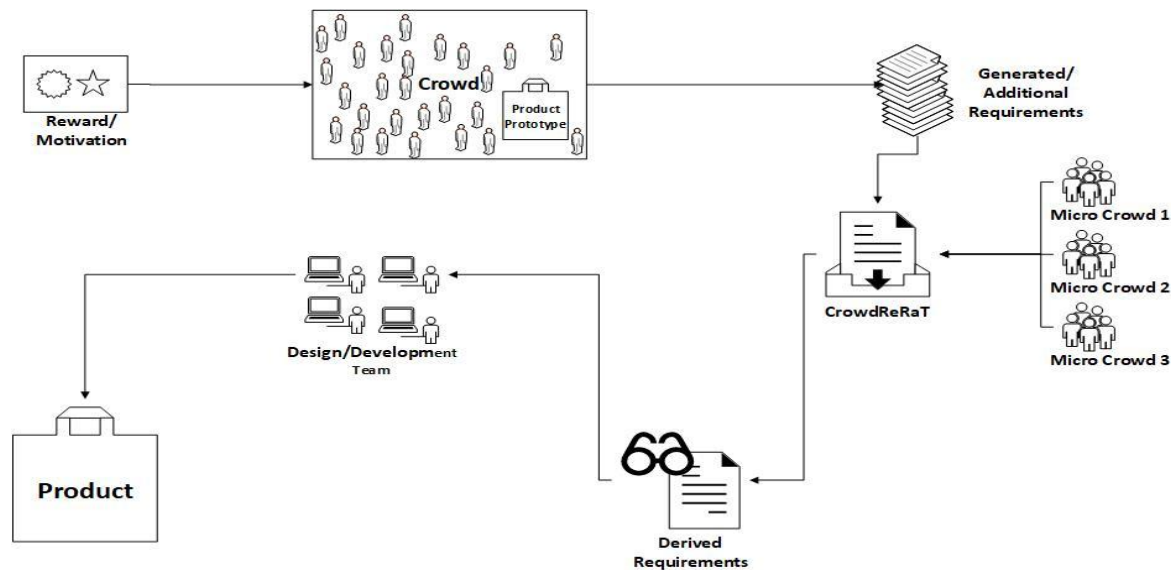 Reward/
Motivation
Crowd
Product
Prototype
Generated/
Additional
Requirements
Micro Crowd 1
Micro Crowd 2
Micro Crowd 3
CrowdReRaT
Design/Development
Team
Product
Derived
Requirements